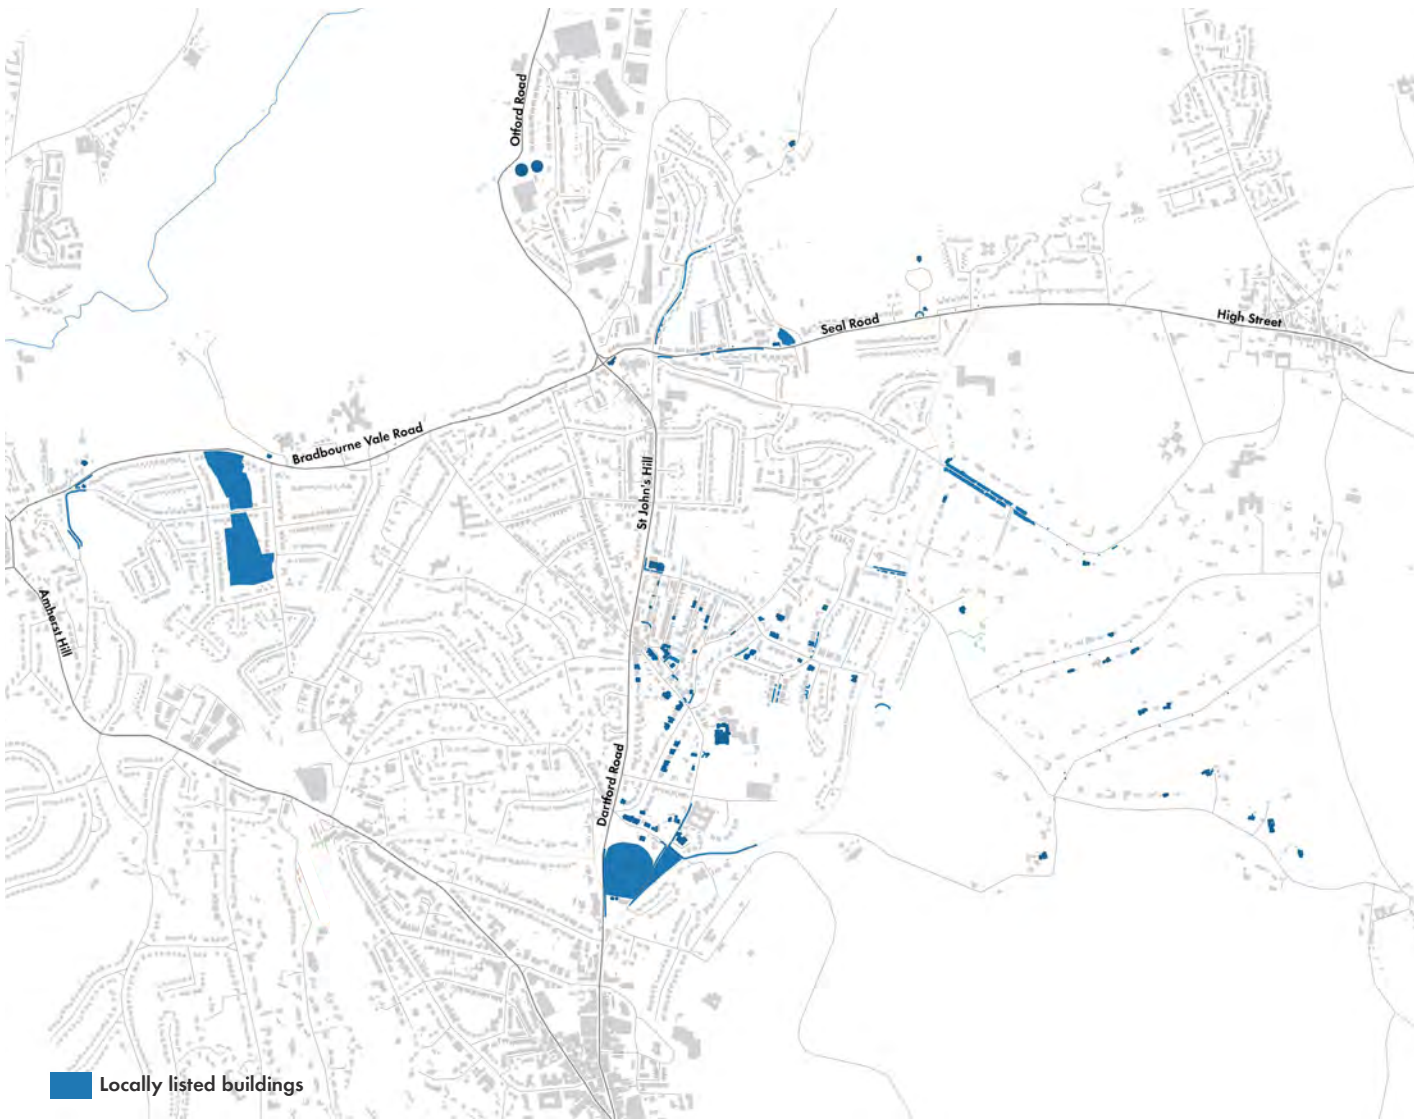 Otford Road
Seal Road
High Street
Bradbourne Vale Road
St John's Hill
Amherst Hill
Dartford Road
Locally listed buildings